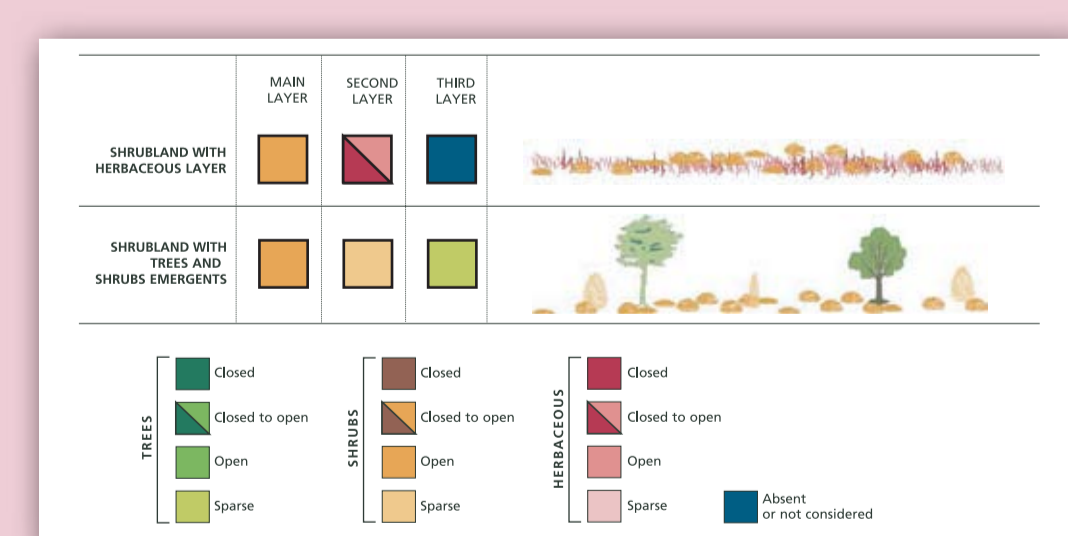 MAIN
LAYER
SECOND
LAYER
THIRD
LAYER
SHRUBLAND WITH
HERBACEOUS LAYER
SHRUBLAND WITH
TREES AND
SHRUBS EMERGENTS
TREES
Closed
Closed to open
Open
Sparse
SHRUBS
Closed
Closed to open
Open
Sparse
HERBACEOUS
Closed
Closed to open
Open
Sparse
Absent
or not considered